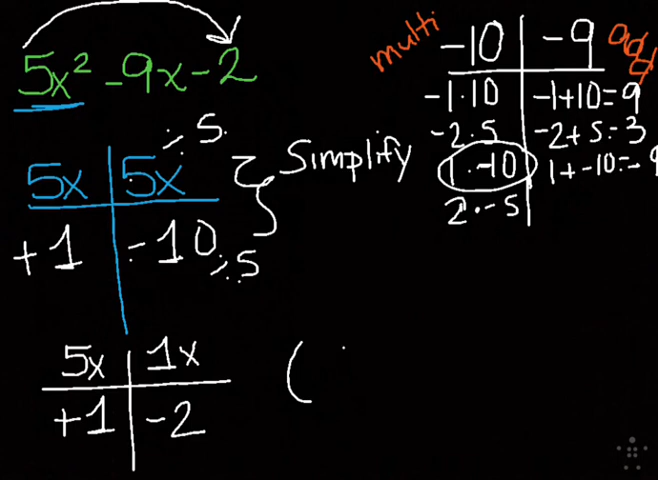 5x² -9x-2
÷5.
5x | 5x
+1 | -10 ÷5
Simplify
5x | 1x
+1 | -2
(
multi -10 | -9 add
-1·10 | -1+10=9
-2·5 | -2+5=3
1·-10 | 1+-10=-9
2·-5